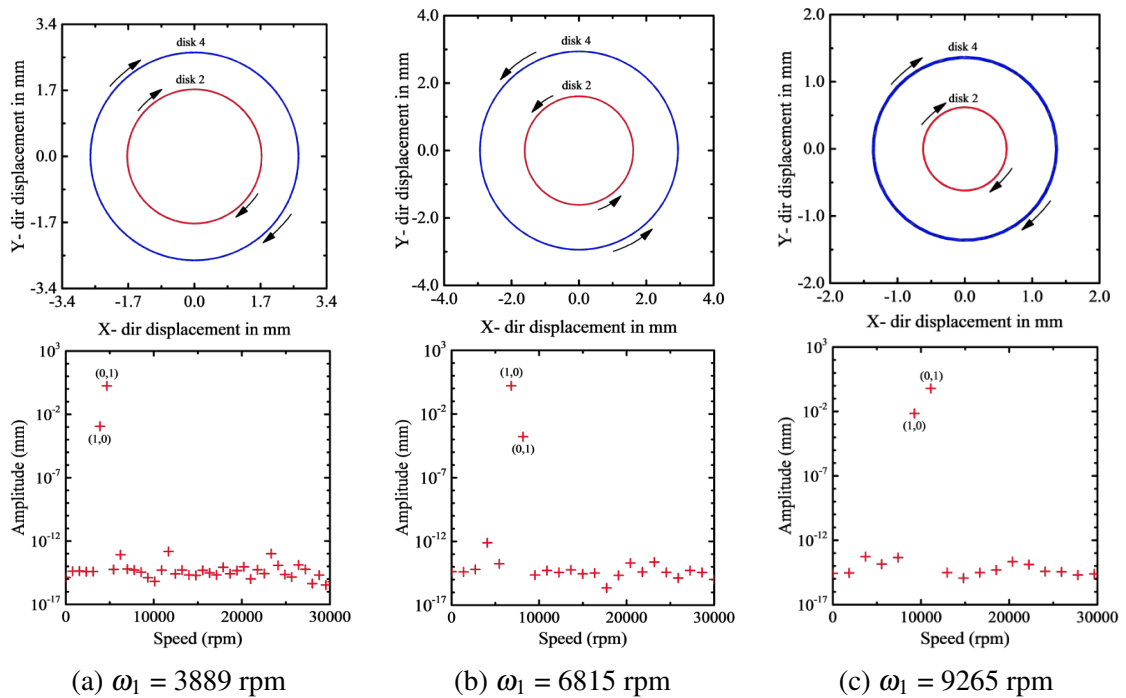 3.4
1.7
0.0
-1.7
-3.4
Y- dir displacement in mm
disk 4
disk 2
-3.4 -1.7 0.0 1.7 3.4
X- dir displacement in mm
4.0
2.0
0.0
-2.0
-4.0
Y- dir displacement in mm
disk 4
disk 2
-4.0 -2.0 0.0 2.0 4.0
X- dir displacement in mm
2.0
1.0
0.0
-1.0
-2.0
Y- dir displacement in mm
disk 4
disk 2
-2.0 -1.0 0.0 1.0 2.0
X- dir displacement in mm
10³
10⁻²
10⁻⁷
10⁻¹²
10⁻¹⁷
Amplitude (mm)
(0,1)
(1,0)
0 10000 20000 30000
Speed (rpm)
10³
10⁻²
10⁻⁷
10⁻¹²
10⁻¹⁷
Amplitude (mm)
(1,0)
(0,1)
0 10000 20000 30000
Speed (rpm)
10³
10⁻²
10⁻⁷
10⁻¹²
10⁻¹⁷
Amplitude (mm)
(0,1)
(1,0)
0 10000 20000 30000
Speed (rpm)
(a) ω₁ = 3889 rpm
(b) ω₁ = 6815 rpm
(c) ω₁ = 9265 rpm